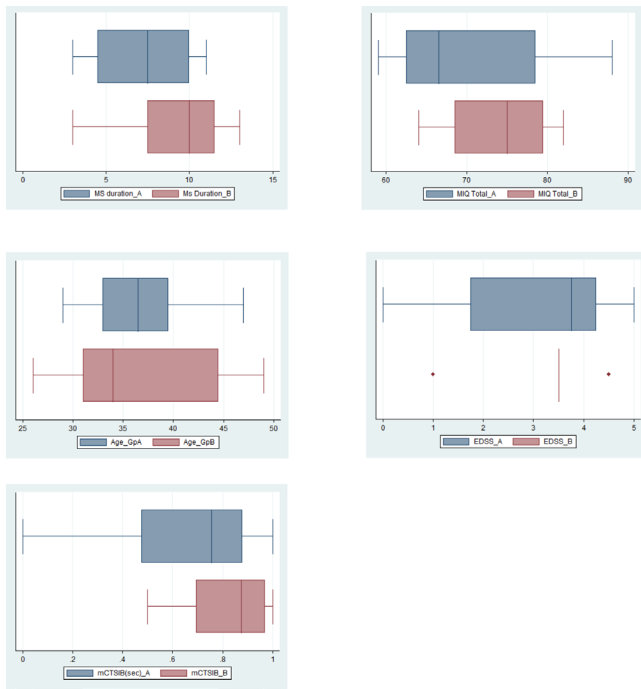 0 5 10 15
MS duration_A Ms Duration_B
60 70 80 90
MIQ Total_A MIQ Total_B
25 30 35 40 45 50
Age_GpA Age_GpB
0 1 2 3 4 5
EDSS_A EDSS_B
0 .2 .4 .6 .8 1
mCTSIB(sec)_A mCTSIB_B